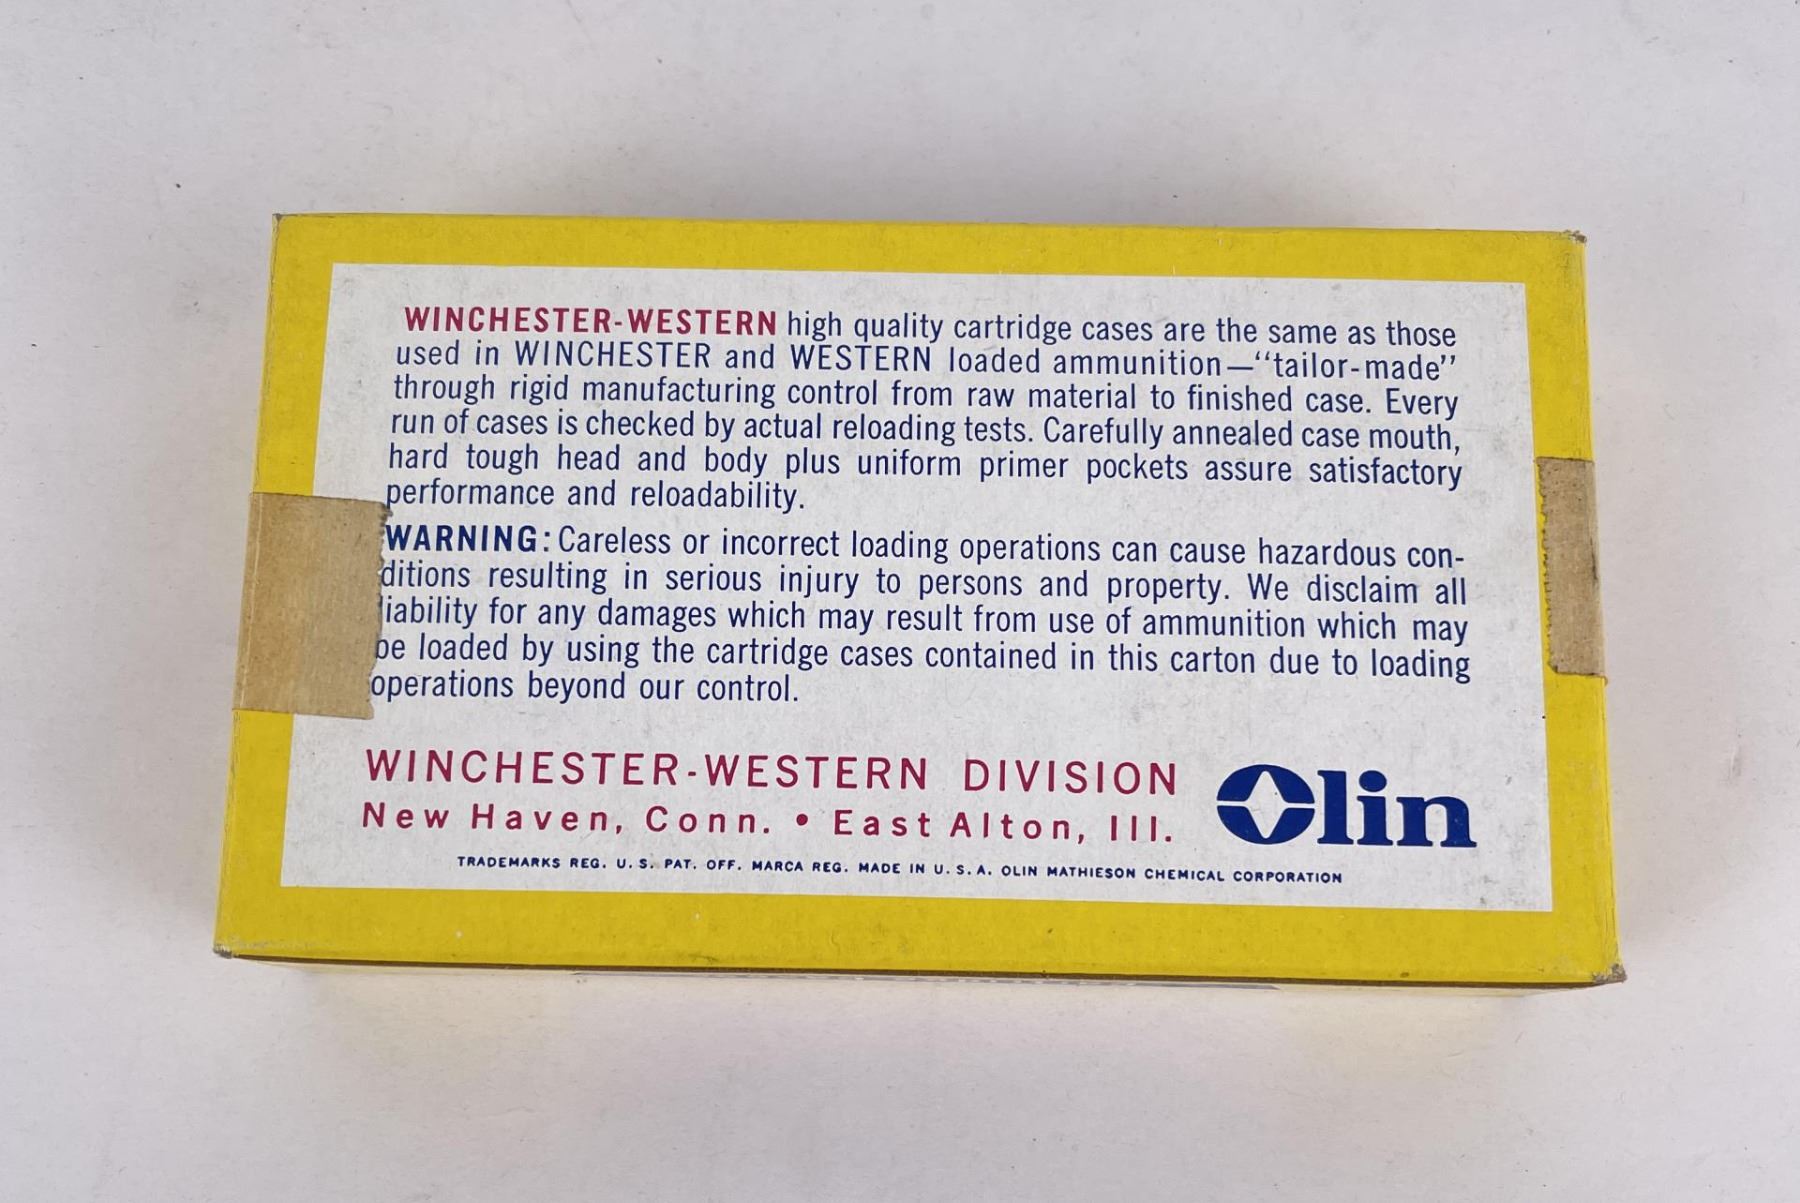 WINCHESTER-WESTERN high quality cartridge cases are the same as those
used in WINCHESTER and WESTERN loaded ammunition—“tailor-made”
through rigid manufacturing control from raw material to finished case. Every
run of cases is checked by actual reloading tests. Carefully annealed case mouth,
hard tough head and body plus uniform primer pockets assure satisfactory
performance and reloadability.
WARNING: Careless or incorrect loading operations can cause hazardous con-
ditions resulting in serious injury to persons and property. We disclaim all
liability for any damages which may result from use of ammunition which may
be loaded by using the cartridge cases contained in this carton due to loading
operations beyond our control.
WINCHESTER-WESTERN DIVISION
New Haven, Conn. • East Alton, Ill.
Olin
TRADEMARKS REG. U. S. PAT. OFF. MARCA REG. MADE IN U. S. A. OLIN MATHIESON CHEMICAL CORPORATION